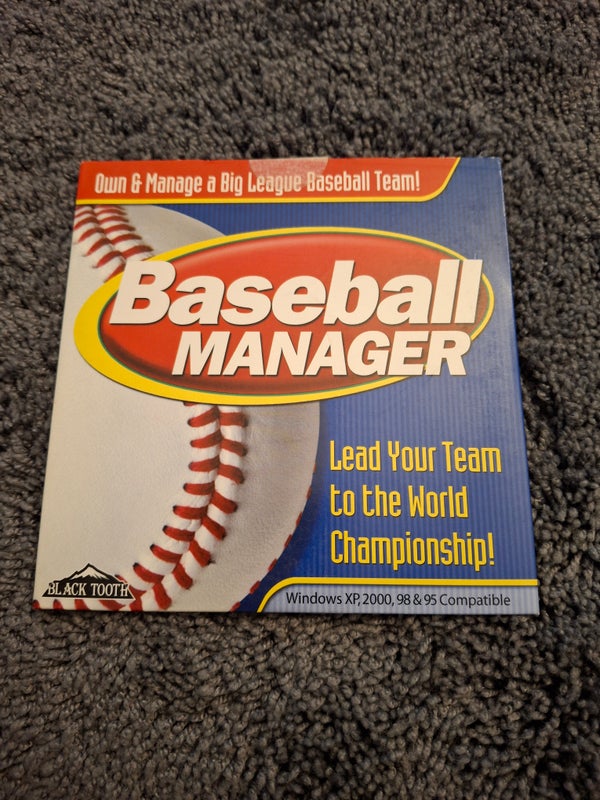 Own & Manage a Big League Baseball Team!
Baseball
MANAGER
Lead Your Team
to the World
Championship!
BLACK TOOTH
Windows XP, 2000, 98 & 95 Compatible